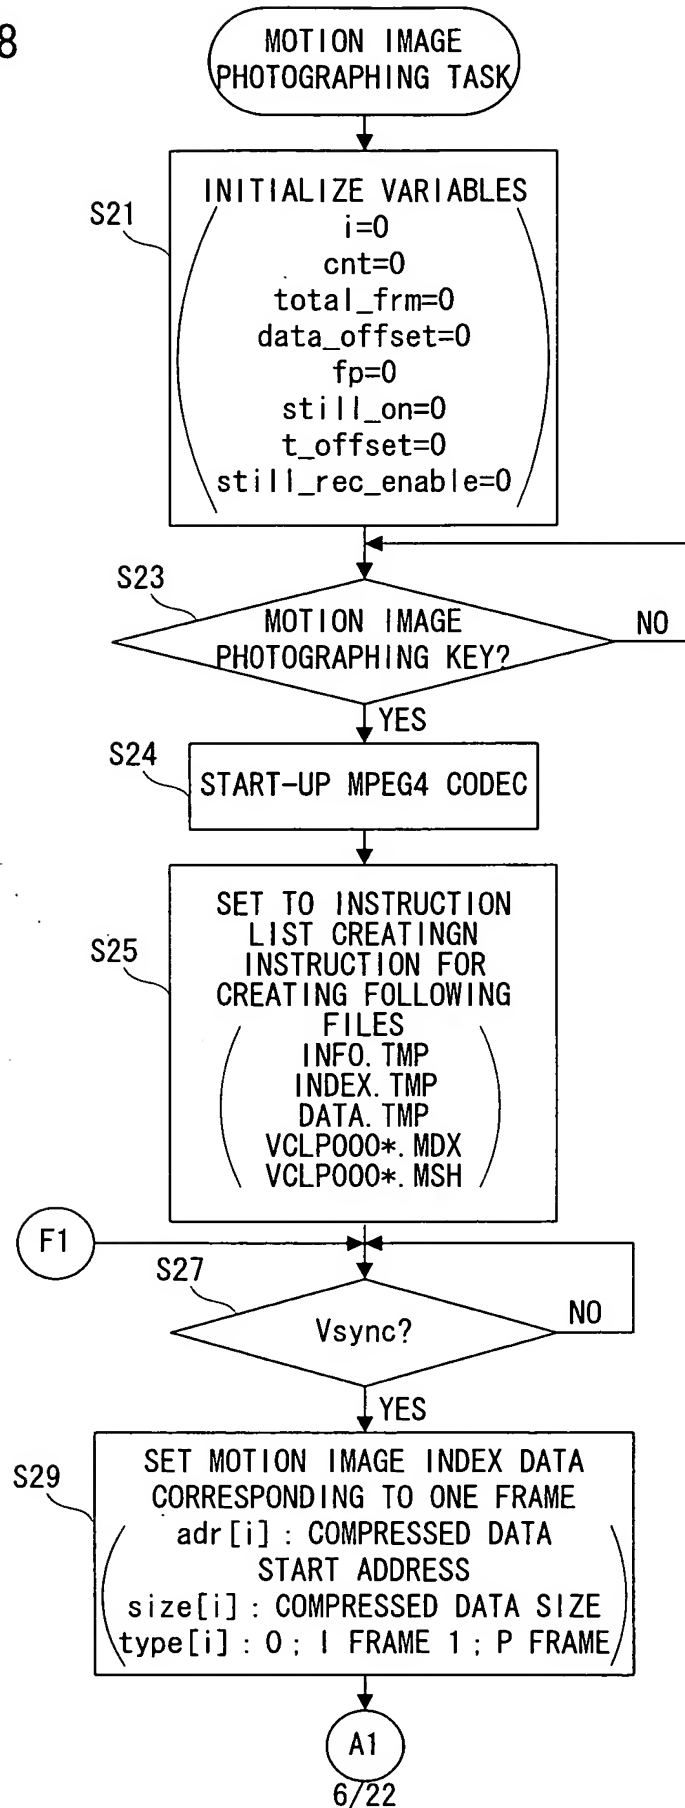 8
MOTION IMAGE
PHOTOGRAPHING TASK
S21
INITIALIZE VARIABLES
i=0
cnt=0
total_frm=0
data_offset=0
fp=0
still_on=0
t_offset=0
still_rec_enable=0
S23
MOTION IMAGE
PHOTOGRAPHING KEY?
NO
YES
S24
START-UP MPEG4 CODEC
S25
SET TO INSTRUCTION
LIST CREATINGN
INSTRUCTION FOR
CREATING FOLLOWING
FILES
INFO.TMP
INDEX.TMP
DATA.TMP
VCLP000*.MDX
VCLP000*.MSH
F1
S27
Vsync?
NO
YES
S29
SET MOTION IMAGE INDEX DATA
CORRESPONDING TO ONE FRAME
adr[i] : COMPRESSED DATA
START ADDRESS
size[i] : COMPRESSED DATA SIZE
type[i] : 0 ; I FRAME 1 ; P FRAME
A1
6/22